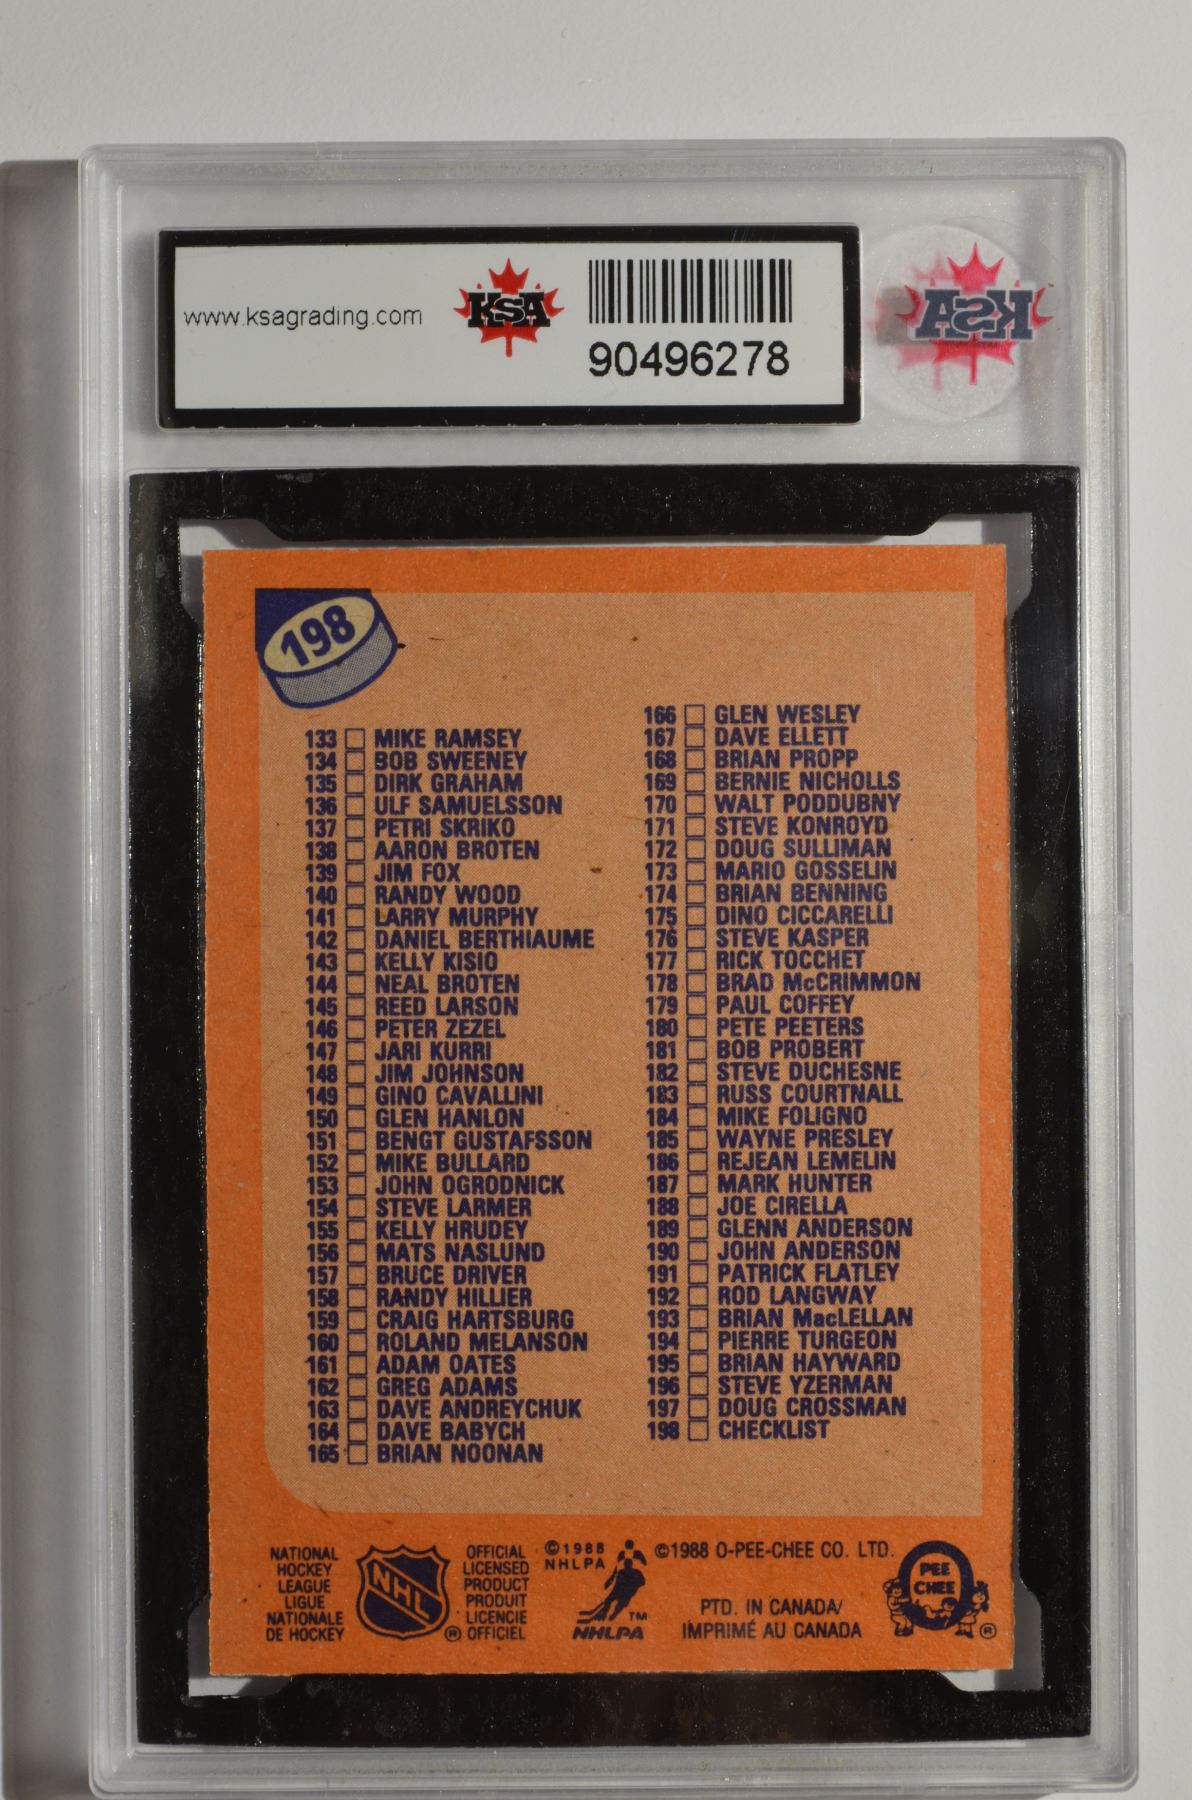 www.ksagrading.com
KSA
90496278
KSA
198
133 MIKE RAMSEY
134 BOB SWEENEY
135 DIRK GRAHAM
136 ULF SAMUELSSON
137 PETRI SKRIKO
138 AARON BROTEN
139 JIM FOX
140 RANDY WOOD
141 LARRY MURPHY
142 DANIEL BERTHIAUME
143 KELLY KISIO
144 NEAL BROTEN
145 REED LARSON
146 PETER ZEZEL
147 JARI KURRI
148 JIM JOHNSON
149 GINO CAVALLINI
150 GLEN HANLON
151 BENGT GUSTAFSSON
152 MIKE BULLARD
153 JOHN OGRODNICK
154 STEVE LARMER
155 KELLY HRUDEY
156 MATS NASLUND
157 BRUCE DRIVER
158 RANDY HILLIER
159 CRAIG HARTSBURG
160 ROLAND MELANSON
161 ADAM OATES
162 GREG ADAMS
163 DAVE ANDREYCHUK
164 DAVE BABYCH
165 BRIAN NOONAN
166 GLEN WESLEY
167 DAVE ELLETT
168 BRIAN PROPP
169 BERNIE NICHOLLS
170 WALT PODDUBNY
171 STEVE KONROYD
172 DOUG SULLIMAN
173 MARIO GOSSELIN
174 BRIAN BENNING
175 DINO CICCARELLI
176 STEVE KASPER
177 RICK TOCCHET
178 BRAD McCRIMMON
179 PAUL COFFEY
180 PETE PEETERS
181 BOB PROBERT
182 STEVE DUCHESNE
183 RUSS COURTNALL
184 MIKE FOLIGNO
185 WAYNE PRESLEY
186 REJEAN LEMELIN
187 MARK HUNTER
188 JOE CIRELLA
189 GLENN ANDERSON
190 JOHN ANDERSON
191 PATRICK FLATLEY
192 ROD LANGWAY
193 BRIAN MacLELLAN
194 PIERRE TURGEON
195 BRIAN HAYWARD
196 STEVE YZERMAN
197 DOUG CROSSMAN
198 CHECKLIST
NATIONAL
HOCKEY
LEAGUE
LIGUE
NATIONALE
DE HOCKEY
NHL
®
OFFICIAL
LICENSED
PRODUCT
PRODUIT
LICENCIE
OFFICIEL
©1988
NHLPA
™
NHLPA
©1988 O-PEE-CHEE CO. LTD.
PTD. IN CANADA/
IMPRIMÉ AU CANADA
O
PEE
CHEE
®